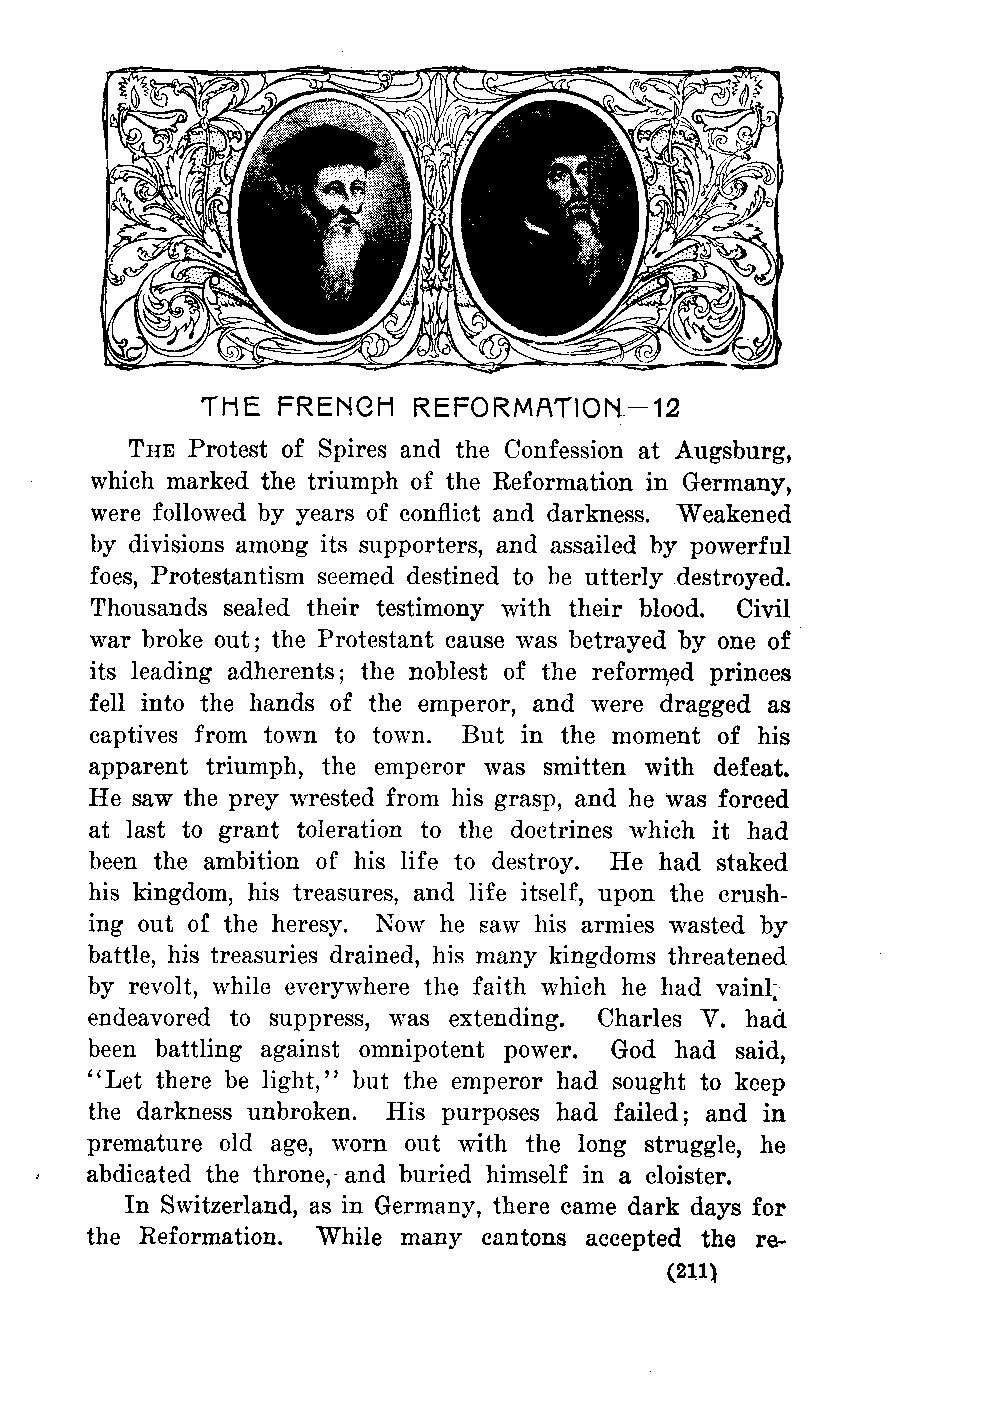 THE FRENCH REFORMATION—12
THE Protest of Spires and the Confession at Augsburg,
which marked the triumph of the Reformation in Germany,
were followed by years of conflict and darkness. Weakened
by divisions among its supporters, and assailed by powerful
foes, Protestantism seemed destined to be utterly destroyed.
Thousands sealed their testimony with their blood. Civil
war broke out; the Protestant cause was betrayed by one of
its leading adherents; the noblest of the reformed princes
fell into the hands of the emperor, and were dragged as
captives from town to town. But in the moment of his
apparent triumph, the emperor was smitten with defeat.
He saw the prey wrested from his grasp, and he was forced
at last to grant toleration to the doctrines which it had
been the ambition of his life to destroy. He had staked
his kingdom, his treasures, and life itself, upon the crush-
ing out of the heresy. Now he saw his armies wasted by
battle, his treasuries drained, his many kingdoms threatened
by revolt, while everywhere the faith which he had vainly
endeavored to suppress, was extending. Charles V. had
been battling against omnipotent power. God had said,
“Let there be light,” but the emperor had sought to keep
the darkness unbroken. His purposes had failed; and in
premature old age, worn out with the long struggle, he
abdicated the throne, and buried himself in a cloister.
In Switzerland, as in Germany, there came dark days for
the Reformation. While many cantons accepted the re-
(211)